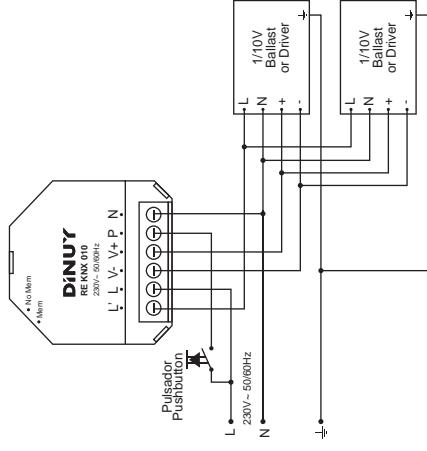 1/10V
Ballast
or Driver
1/10V
Ballast
or Driver
L
N
+
-
L
N
+
-
No Mem
Mem
DiNUY
RE KNX 010
230V~ 50/60Hz
L' L V- V+ P N
Pulsador
Pushbutton
L
230V~ 50/60Hz
N